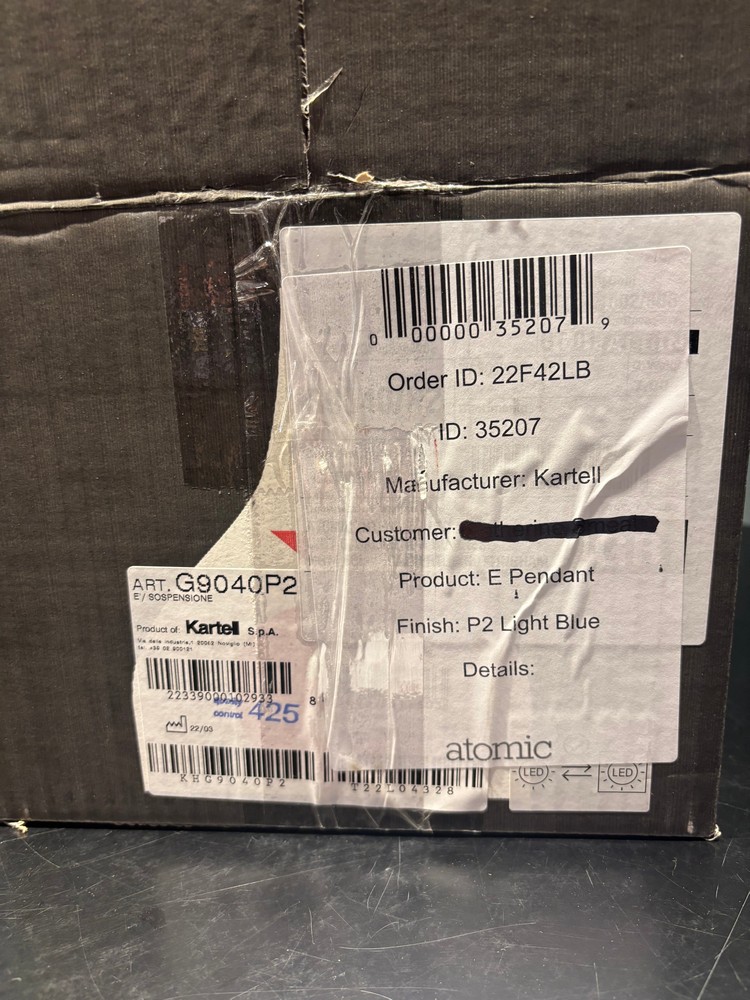 0 00000 35207 9
Order ID: 22F42LB
ID: 35207
Manufacturer: Kartell
Customer:
Product: E Pendant
Finish: P2 Light Blue
Details:
atomic
ART. G9040P2
E'/ SOSPENSIONE
Product of: Kartell S.p.A.
22339000102933 8
control 425
22/03
KHG9040P2
T22L04328
LED LED